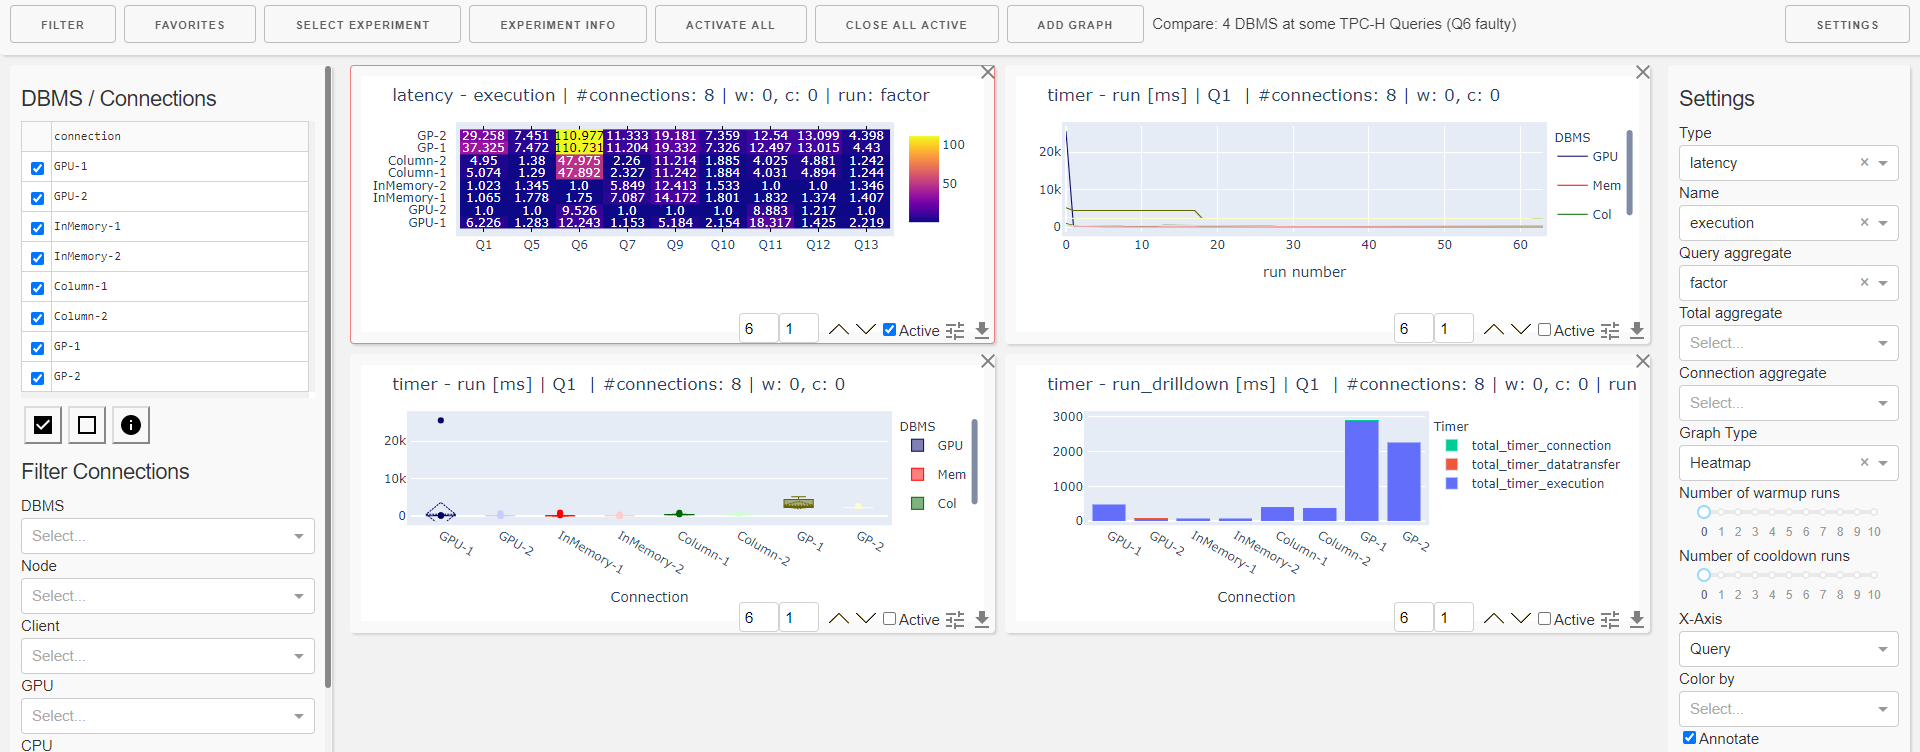 FILTER
FAVORITES
SELECT EXPERIMENT
EXPERIMENT INFO
ACTIVATE ALL
CLOSE ALL ACTIVE
ADD GRAPH
Compare: 4 DBMS at some TPC-H Queries (Q6 faulty)
SETTINGS
DBMS / Connections
connection
GPU-1
GPU-2
InMemory-1
InMemory-2
Column-1
Column-2
GP-1
GP-2
Filter Connections
DBMS
Select...
Node
Select...
Client
Select...
GPU
Select...
CPU
latency - execution | #connections: 8 | w: 0, c: 0 | run: factor
GP-2 29.258 7.451 110.977 11.333 19.181 7.359 12.54 13.099 4.398
GP-1 37.325 7.472 110.731 11.204 19.332 7.326 12.497 13.015 4.43
Column-2 4.95 1.38 47.975 2.26 11.214 1.885 4.025 4.881 1.242
Column-1 5.074 1.29 47.892 2.327 11.242 1.884 4.031 4.894 1.244
InMemory-2 1.023 1.345 1.0 5.849 12.413 1.533 1.0 1.0 1.346
InMemory-1 1.065 1.778 1.75 7.087 14.172 1.801 1.832 1.374 1.407
GPU-2 1.0 1.0 9.526 1.0 1.0 1.0 8.883 1.217 1.0
GPU-1 6.226 1.283 12.243 1.153 5.184 2.154 18.317 1.425 2.219
Q1 Q5 Q6 Q7 Q9 Q10 Q11 Q12 Q13
100
50
6 1 Active
timer - run [ms] | Q1 | #connections: 8 | w: 0, c: 0
20k
10k
0
0 10 20 30 40 50 60
run number
DBMS
GPU
Mem
Col
6 1 Active
timer - run [ms] | Q1 | #connections: 8 | w: 0, c: 0
20k
10k
0
GPU-1 GPU-2 InMemory-1 InMemory-2 Column-1 Column-2 GP-1 GP-2
Connection
DBMS
GPU
Mem
Col
6 1 Active
timer - run_drilldown [ms] | Q1 | #connections: 8 | w: 0, c: 0 | run
3000
2000
1000
0
GPU-1 GPU-2 InMemory-1 InMemory-2 Column-1 Column-2 GP-1 GP-2
Connection
Timer
total_timer_connection
total_timer_datatransfer
total_timer_execution
6 1 Active
Settings
Type
latency
Name
execution
Query aggregate
factor
Total aggregate
Select...
Connection aggregate
Select...
Graph Type
Heatmap
Number of warmup runs
0 1 2 3 4 5 6 7 8 9 10
Number of cooldown runs
0 1 2 3 4 5 6 7 8 9 10
X-Axis
Query
Color by
Select...
Annotate